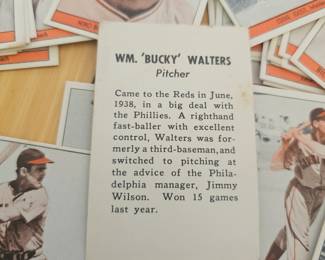 WM. 'BUCKY' WALTERS
Pitcher
Came to the Reds in June,
1938, in a big deal with
the Phillies. A righthand
fast-baller with excellent
control, Walters was for-
merly a third-baseman, and
switched to pitching at
the advice of the Phila-
delphia manager, Jimmy
Wilson. Won 15 games
last year.